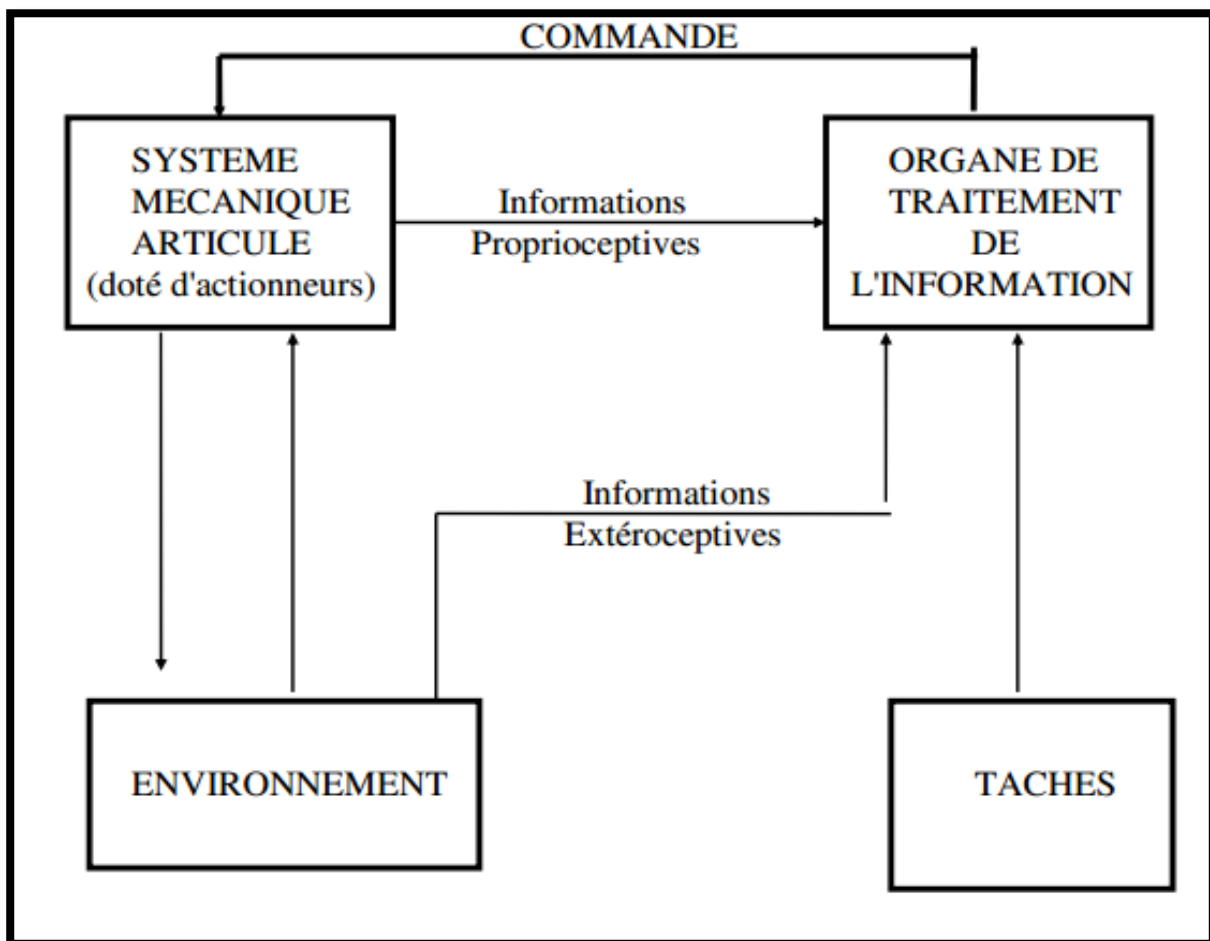 COMMANDE
SYSTEME
MECANIQUE
ARTICULE
(doté d'actionneurs)
Informations
Proprioceptives
ORGANE DE
TRAITEMENT
DE
L'INFORMATION
Informations
Extéroceptives
ENVIRONNEMENT
TACHES